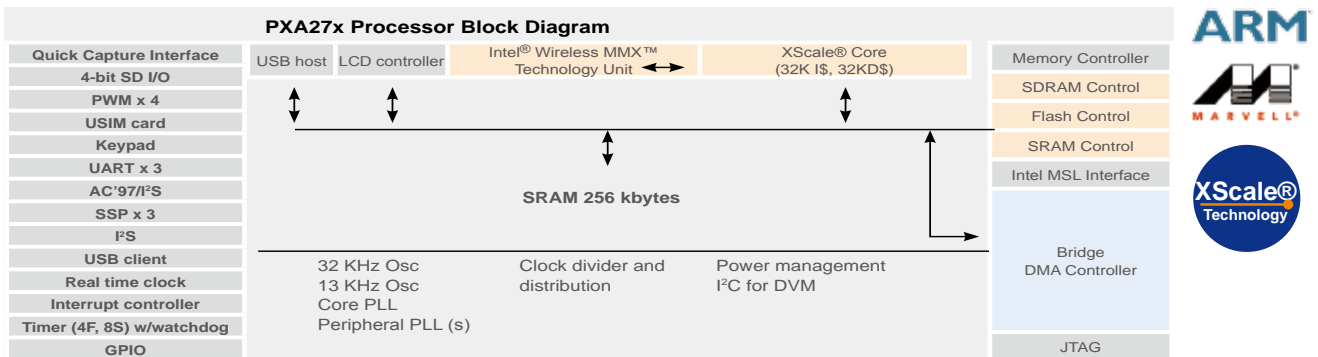 PXA27x Processor Block Diagram
Quick Capture Interface
4-bit SD I/O
PWM x 4
USIM card
Keypad
UART x 3
AC’97/I²S
SSP x 3
I²S
USB client
Real time clock
Interrupt controller
Timer (4F, 8S) w/watchdog
GPIO
USB host
LCD controller
Intel® Wireless MMX™
Technology Unit
XScale® Core
(32K I$, 32KD$)
SRAM 256 kbytes
32 KHz Osc
13 KHz Osc
Core PLL
Peripheral PLL (s)
Clock divider and
distribution
Power management
I²C for DVM
Memory Controller
SDRAM Control
Flash Control
SRAM Control
Intel MSL Interface
Bridge
DMA Controller
JTAG
ARM
MARVELL®
XScale®
Technology